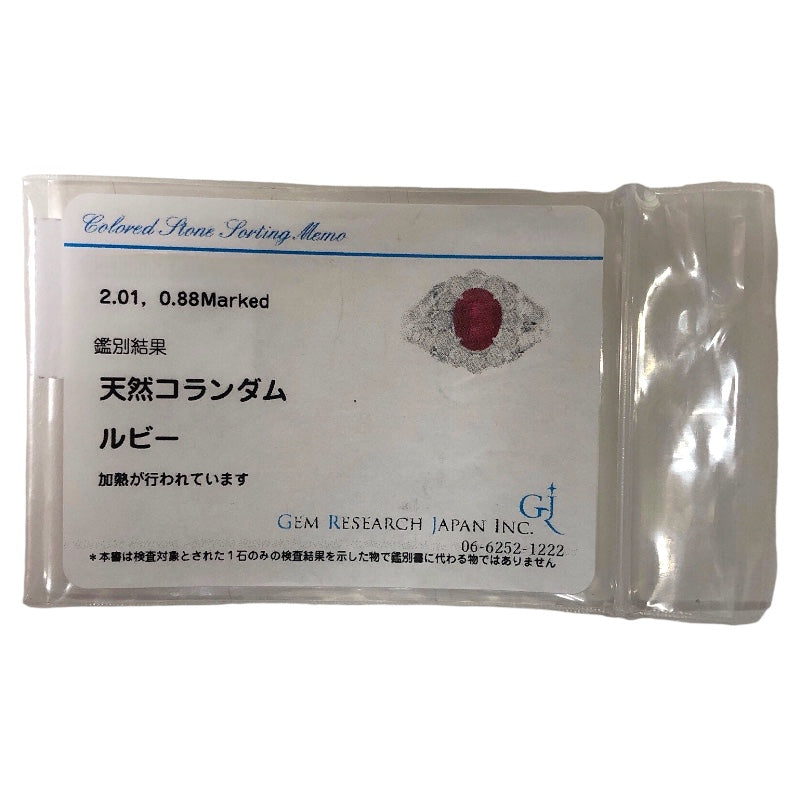 Colored Stone Sorting Memo
2.01, 0.88Marked
鑑別結果
天然コランダム
ルビー
加熱が行われています
GJR
GEM RESEARCH JAPAN INC.
06-6252-1222
*本書は検査対象とされた1石のみの検査結果を示した物で鑑別書に代わる物ではありません